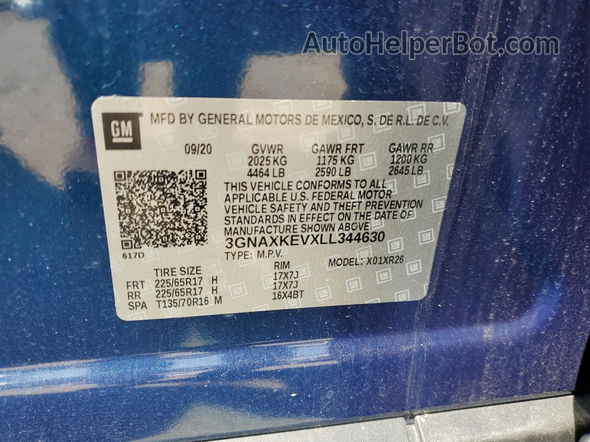 AutoHelperBot.com
GM
MFD BY GENERAL MOTORS DE MEXICO, S. DE R.L. DE C.V.
09/20 GVWR GAWR FRT GAWR RR
2025 KG 1175 KG 1200 KG
4464 LB 2590 LB 2645 LB
THIS VEHICLE CONFORMS TO ALL
APPLICABLE U.S. FEDERAL MOTOR
VEHICLE SAFETY AND THEFT PREVENTION
STANDARDS IN EFFECT ON THE DATE OF
MANUFACTURE SHOWN ABOVE.
617D 3GNAXKEVXLL344630
TYPE: M.P.V. MODEL: X01XR26
TIRE SIZE RIM
FRT 225/65R17 H 17X7J
RR 225/65R17 H 17X7J
SPA T135/70R16 M 16X4BT